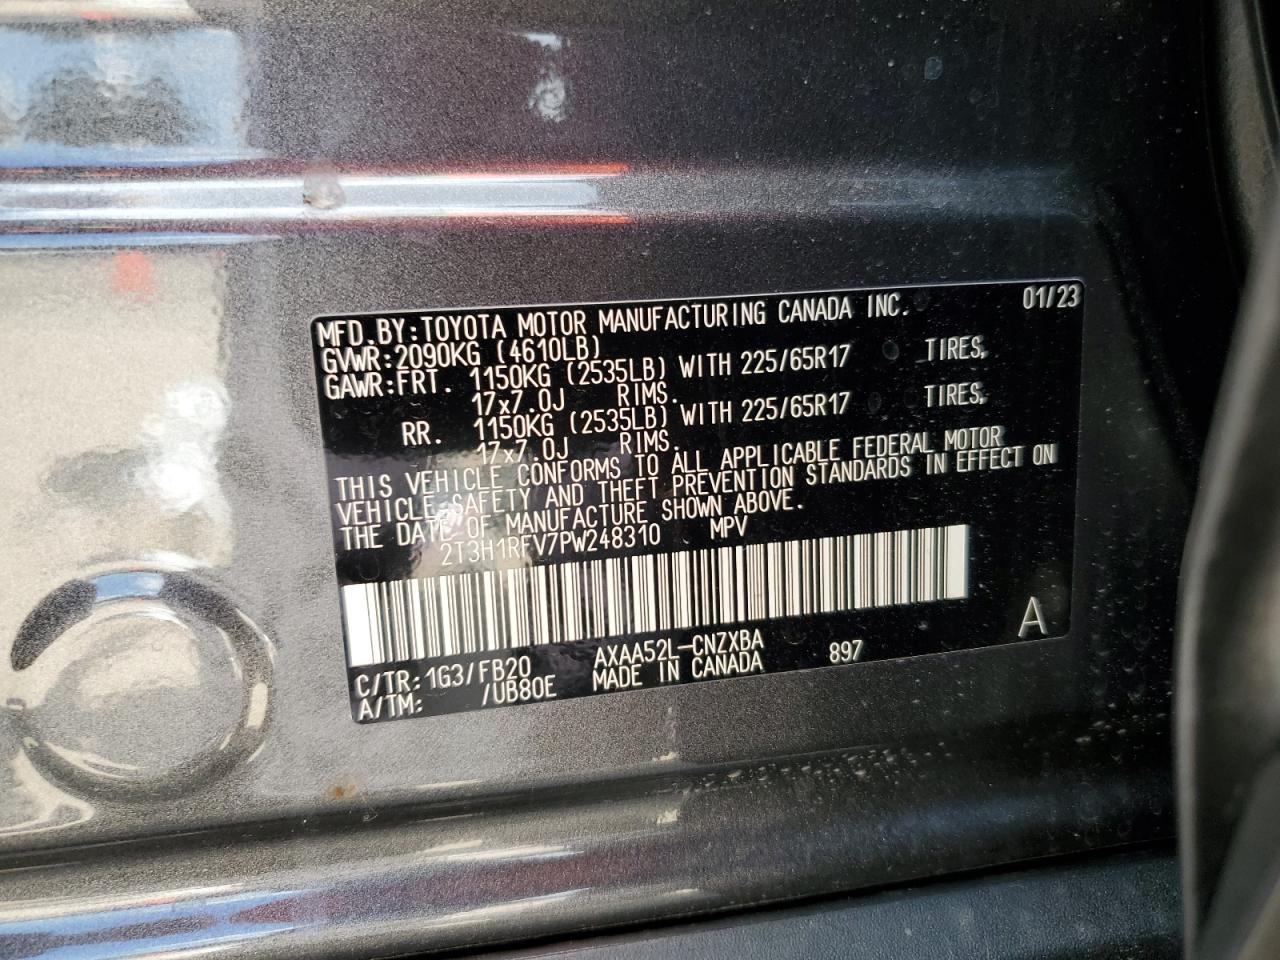 MFD.BY:TOYOTA MOTOR MANUFACTURING CANADA INC. 01/23
GVWR:2090KG (4610LB)
GAWR:FRT. 1150KG (2535LB) WITH 225/65R17 TIRES,
17x7.0J RIMS.
RR. 1150KG (2535LB) WITH 225/65R17 TIRES,
17x7.0J RIMS.
THIS VEHICLE CONFORMS TO ALL APPLICABLE FEDERAL MOTOR
VEHICLE SAFETY AND THEFT PREVENTION STANDARDS IN EFFECT ON
THE DATE OF MANUFACTURE SHOWN ABOVE.
2T3H1RFV7PW248310 MPV
C/TR:1G3/FB20 AXAA52L-CNZXBA 897 A
A/TM: /UB80E MADE IN CANADA